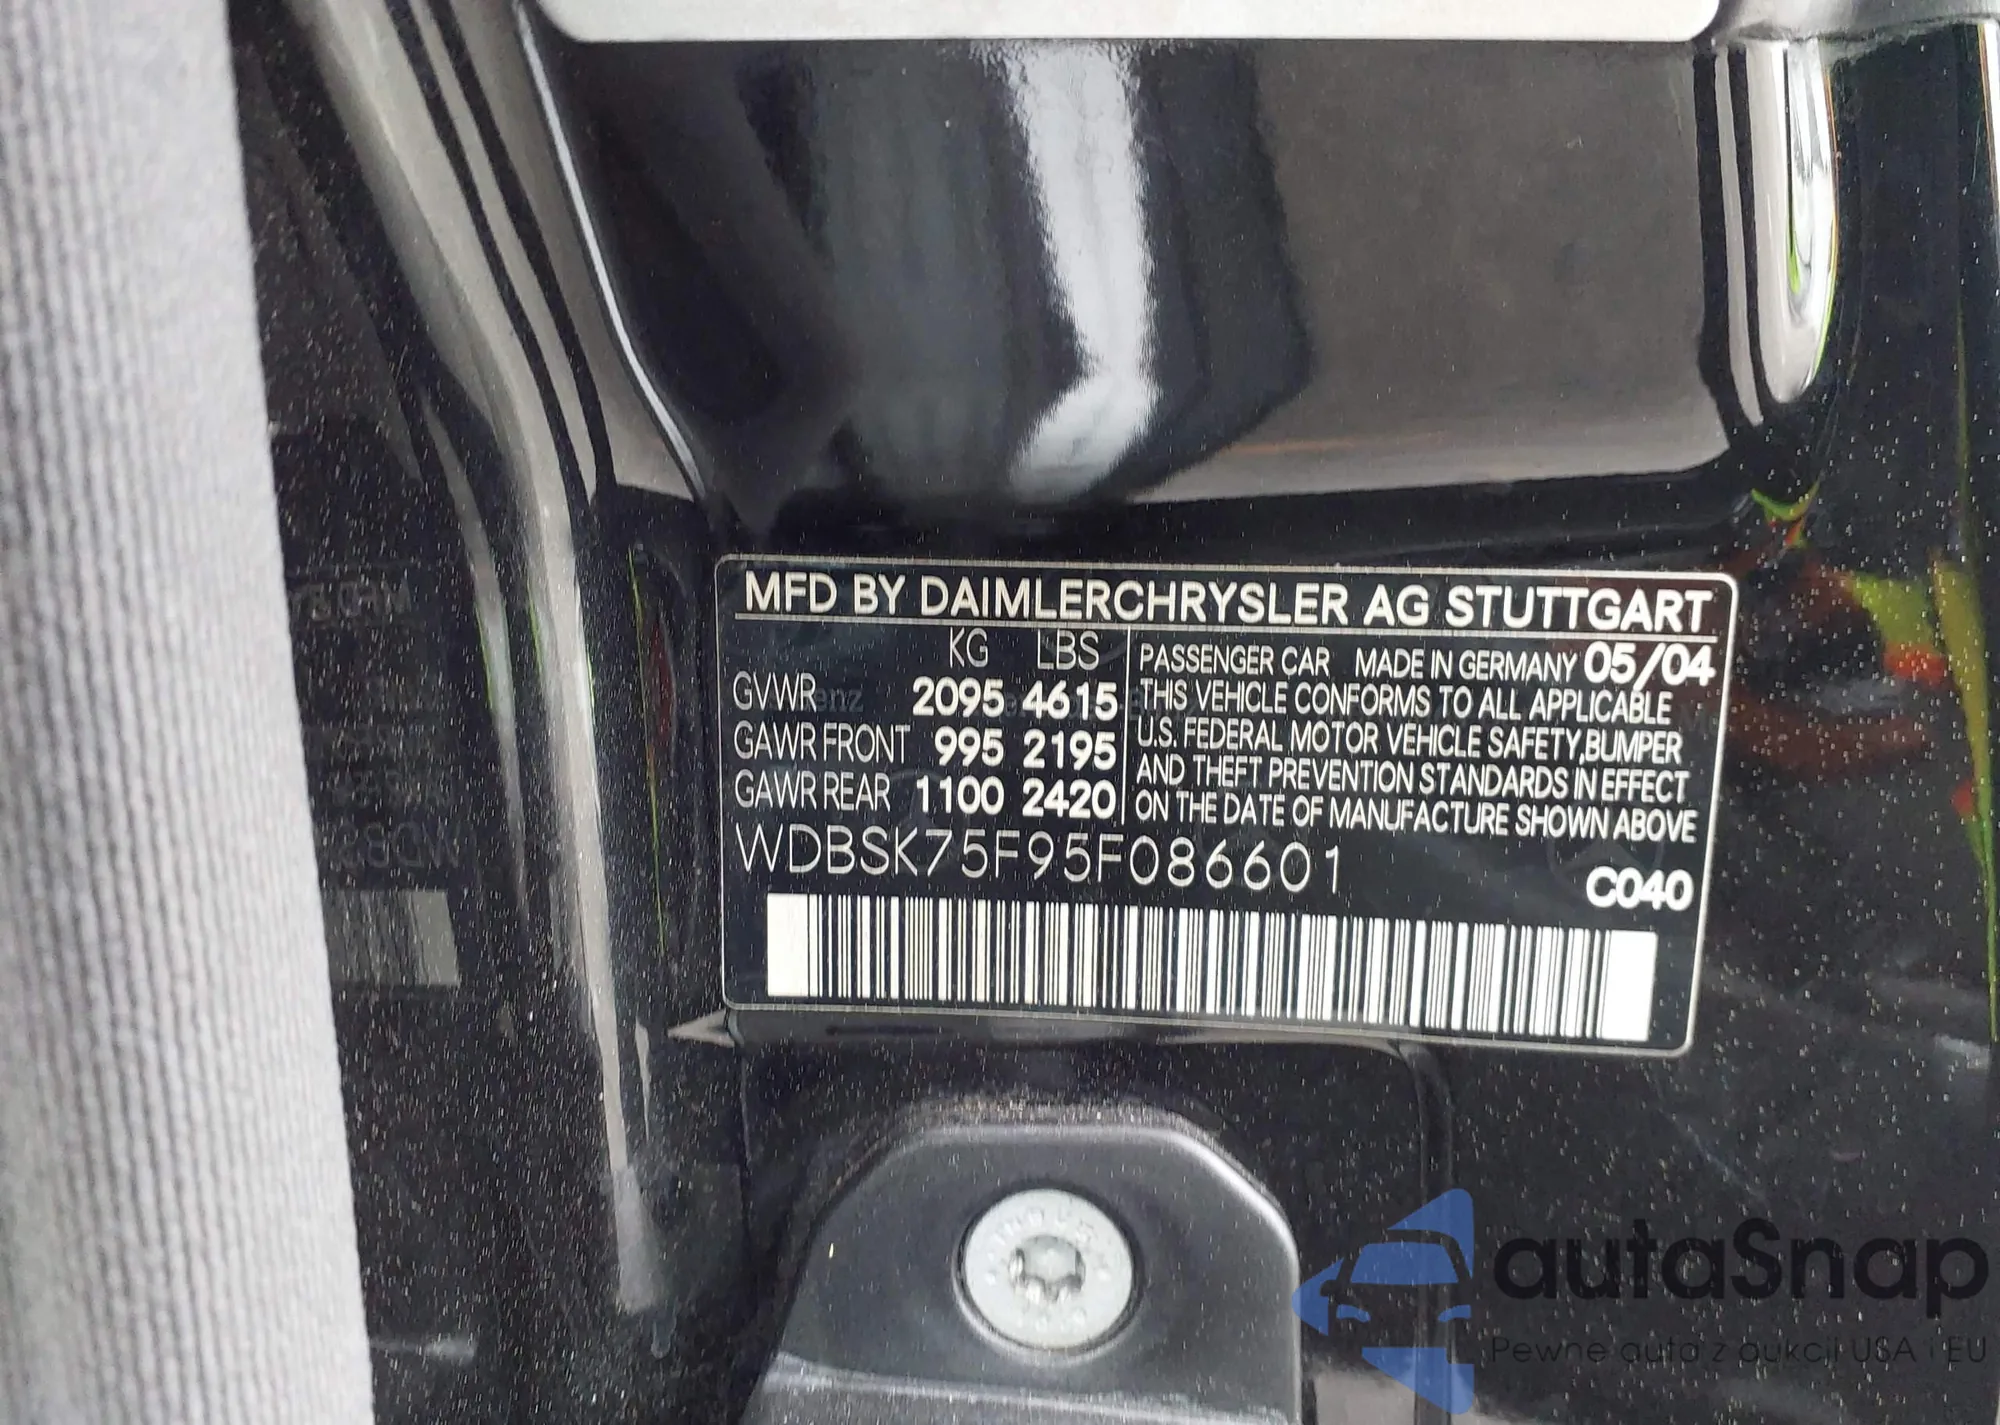 MFD BY DAIMLERCHRYSLER AG STUTTGART
KG LBS
GVWR 2095 4615
GAWR FRONT 995 2195
GAWR REAR 1100 2420
PASSENGER CAR MADE IN GERMANY 05/04
THIS VEHICLE CONFORMS TO ALL APPLICABLE
U.S. FEDERAL MOTOR VEHICLE SAFETY,BUMPER
AND THEFT PREVENTION STANDARDS IN EFFECT
ON THE DATE OF MANUFACTURE SHOWN ABOVE
WDBSK75F95F086601
C040
autaSnap
Pewne auta z aukcji USA i EU